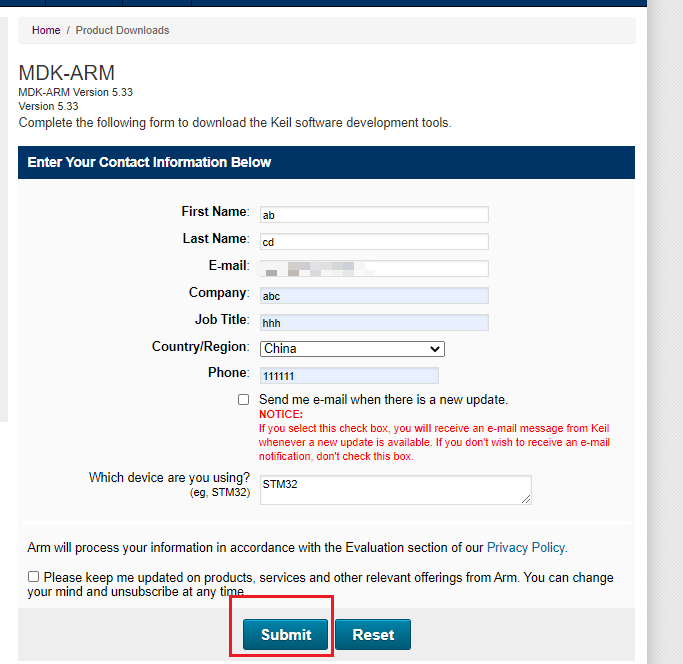 Home / Product Downloads
MDK-ARM
MDK-ARM Version 5.33
Version 5.33
Complete the following form to download the Keil software development tools.
Enter Your Contact Information Below
First Name: ab
Last Name: cd
E-mail:
Company: abc
Job Title: hhh
Country/Region: China
Phone: 111111
Send me e-mail when there is a new update.
NOTICE:
If you select this check box, you will receive an e-mail message from Keil
whenever a new update is available. If you don't wish to receive an e-mail
notification, don't check this box.
Which device are you using? STM32
(eg, STM32)
Arm will process your information in accordance with the Evaluation section of our Privacy Policy.
Please keep me updated on products, services and other relevant offerings from Arm. You can change
your mind and unsubscribe at any time.
Submit Reset